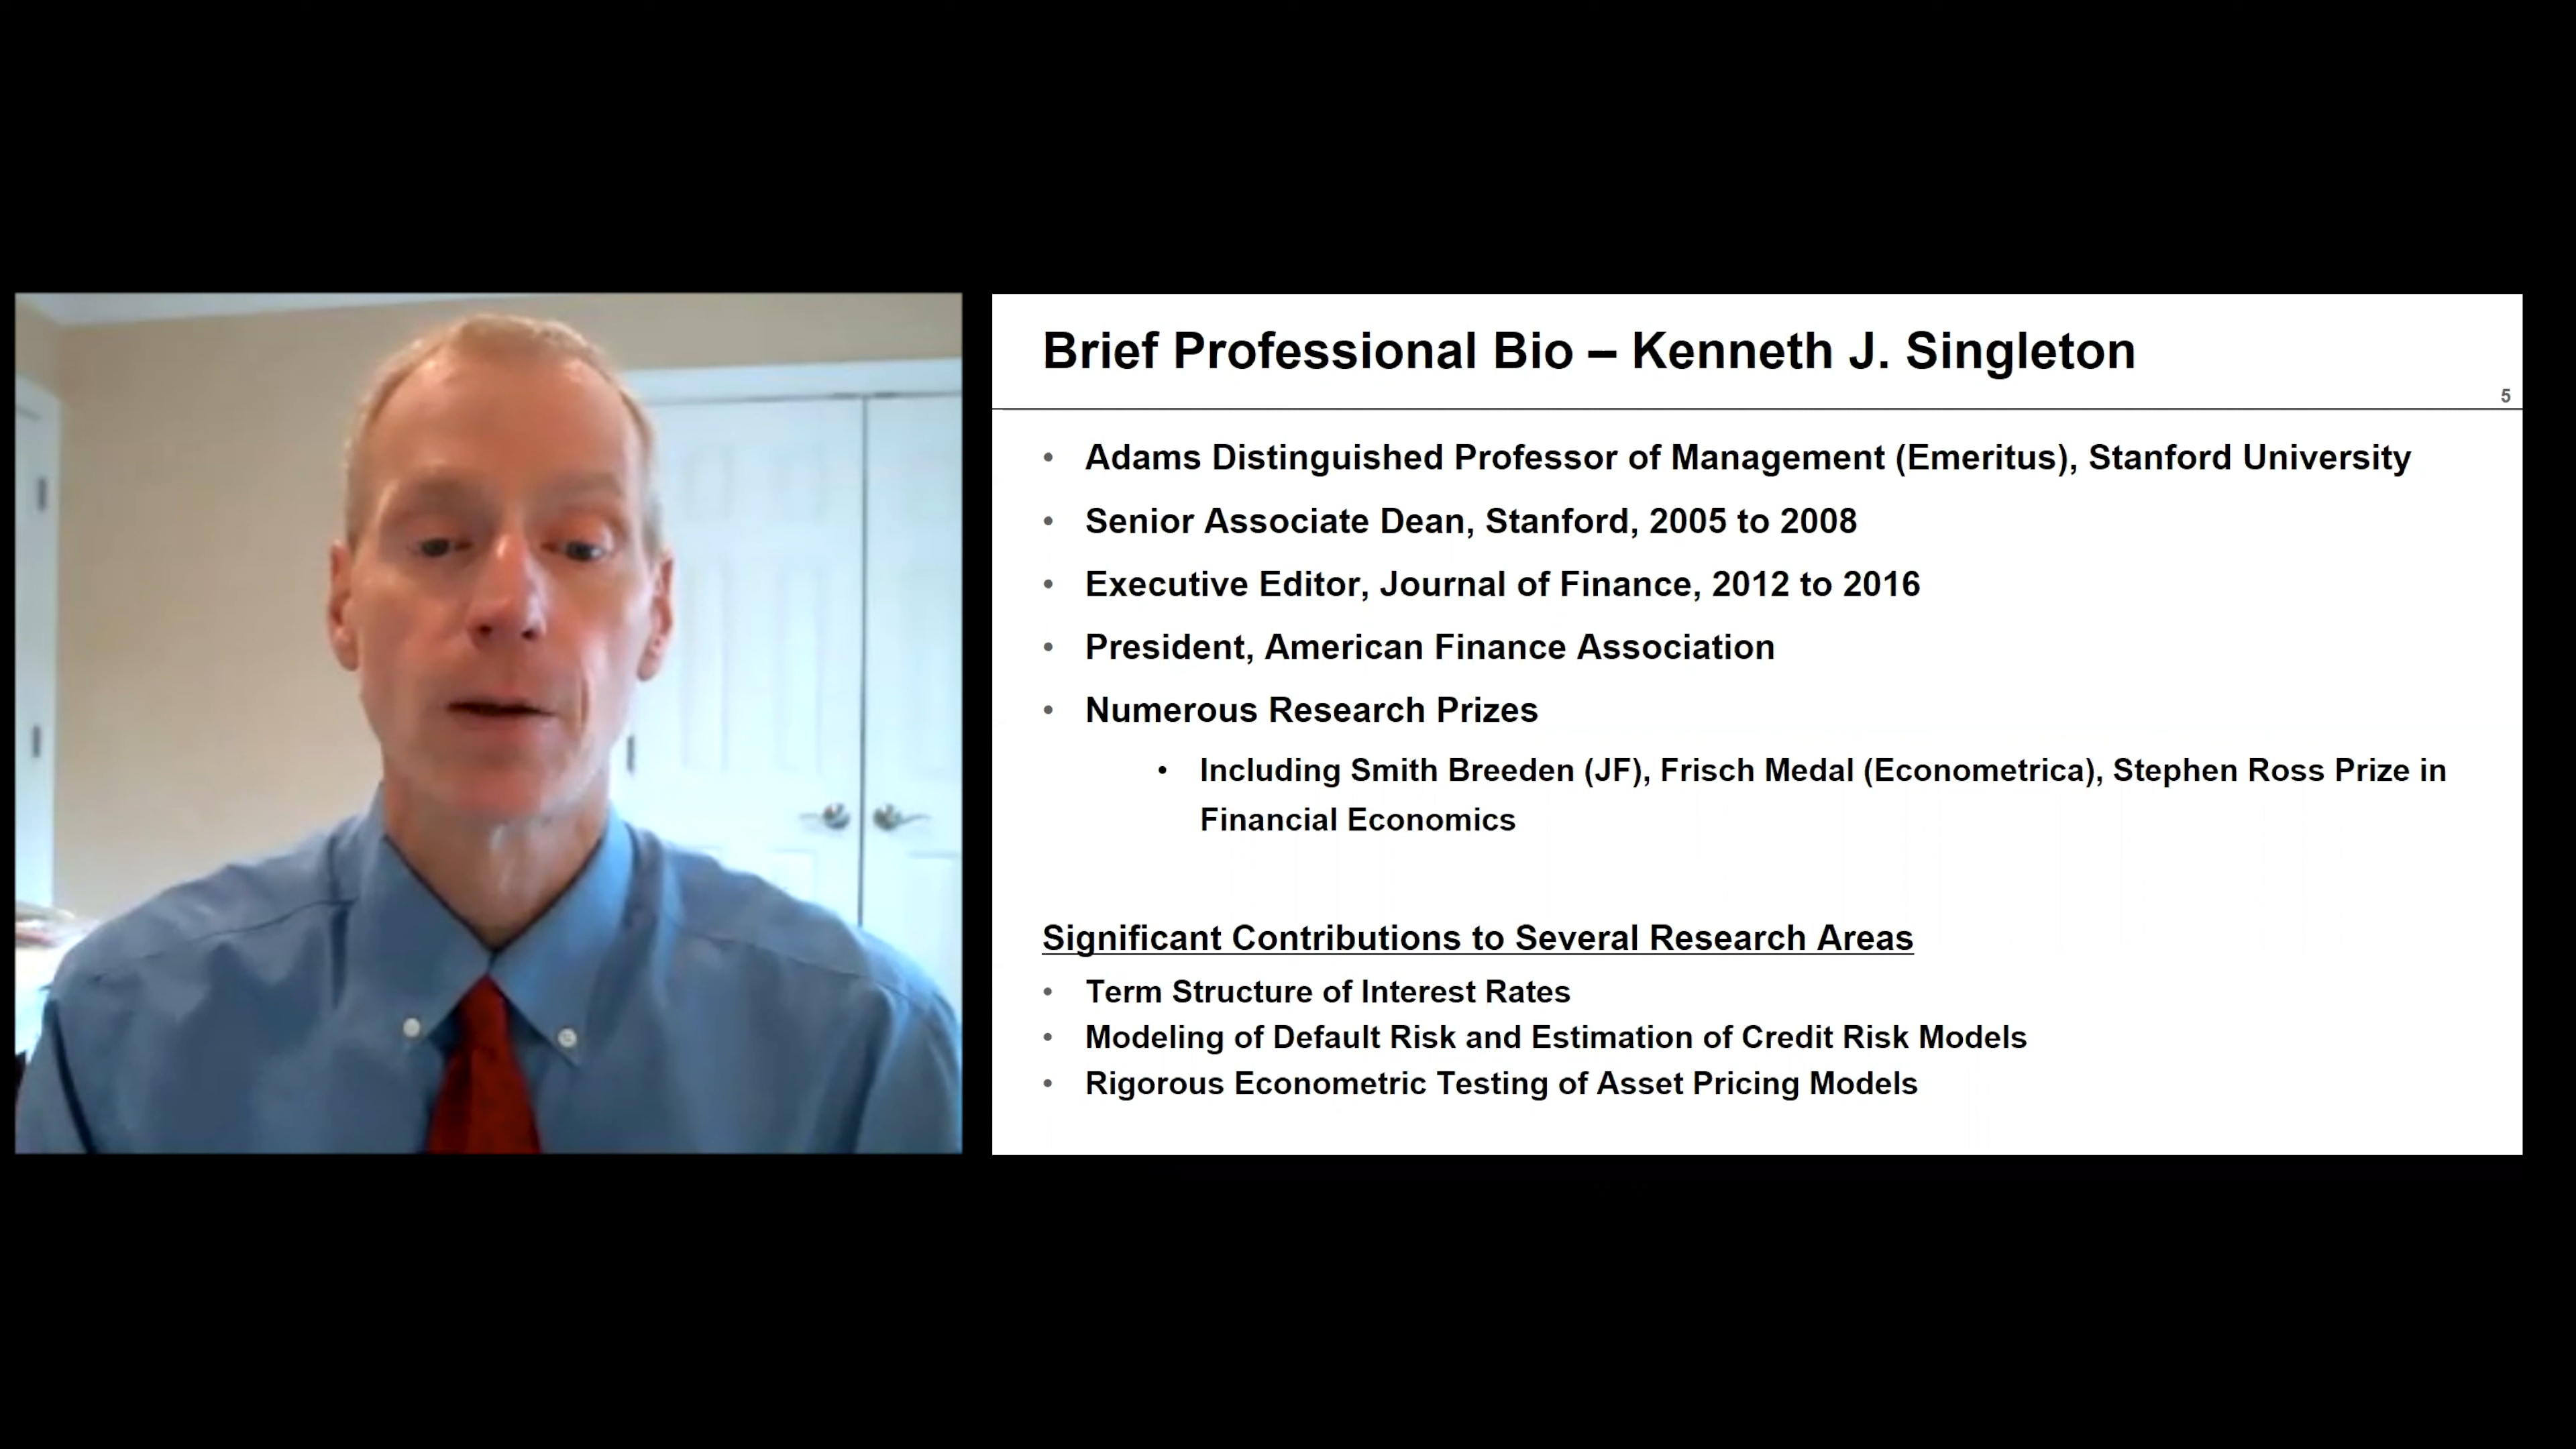 Brief Professional Bio – Kenneth J. Singleton
5
• Adams Distinguished Professor of Management (Emeritus), Stanford University
• Senior Associate Dean, Stanford, 2005 to 2008
• Executive Editor, Journal of Finance, 2012 to 2016
• President, American Finance Association
• Numerous Research Prizes
• Including Smith Breeden (JF), Frisch Medal (Econometrica), Stephen Ross Prize in
Financial Economics
Significant Contributions to Several Research Areas
• Term Structure of Interest Rates
• Modeling of Default Risk and Estimation of Credit Risk Models
• Rigorous Econometric Testing of Asset Pricing Models